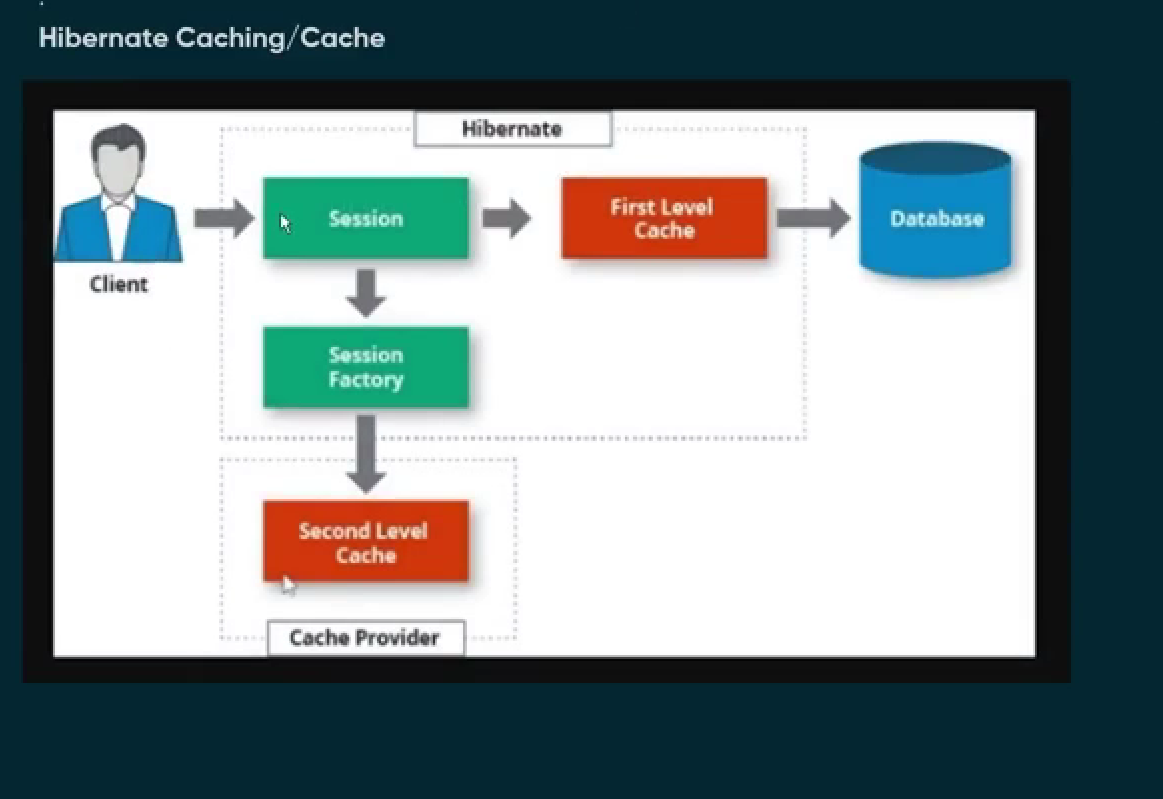 Hibernate Caching/Cache
Hibernate
Session
First Level
Cache
Database
Client
Session
Factory
Second Level
Cache
Cache Provider